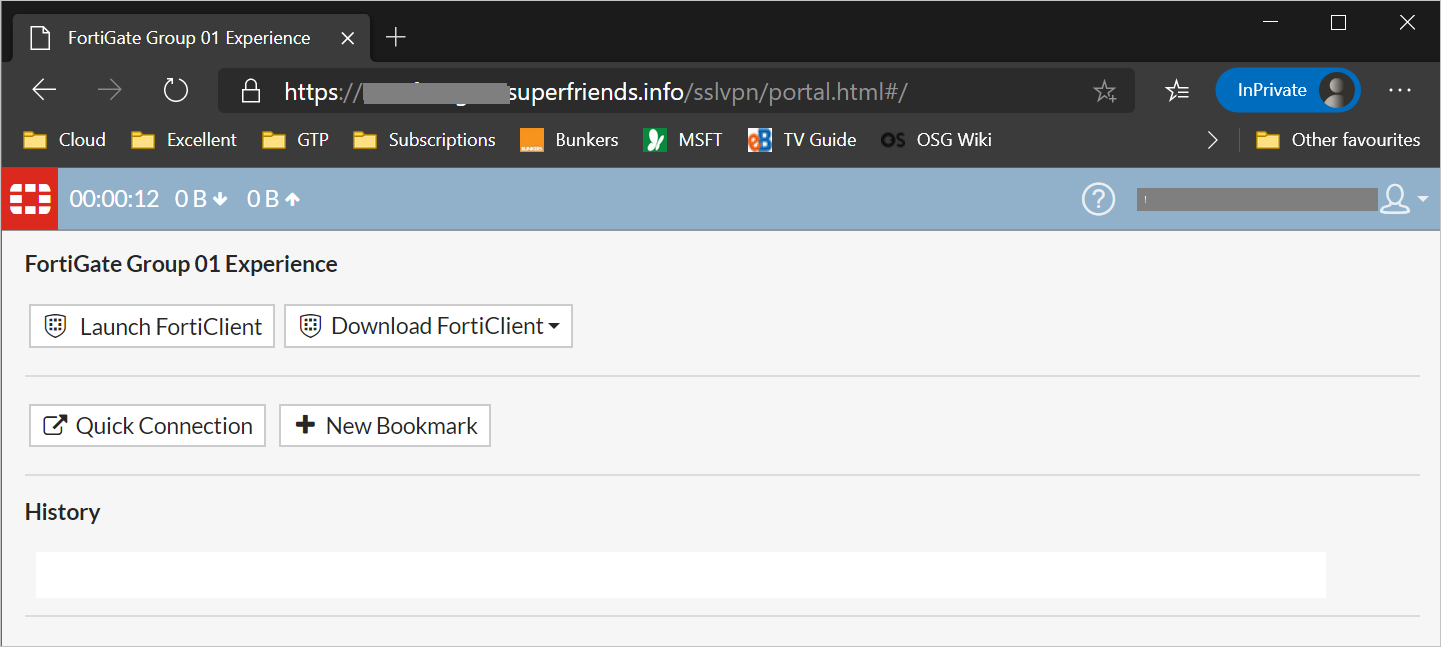 FortiGate Group 01 Experience
https://superfriends.info/sslvpn/portal.html#/
InPrivate
Cloud Excellent GTP Subscriptions Bunkers MSFT TV Guide OSG Wiki Other favourites
00:00:12 0 B 0 B
FortiGate Group 01 Experience
Launch FortiClient Download FortiClient
Quick Connection New Bookmark
History